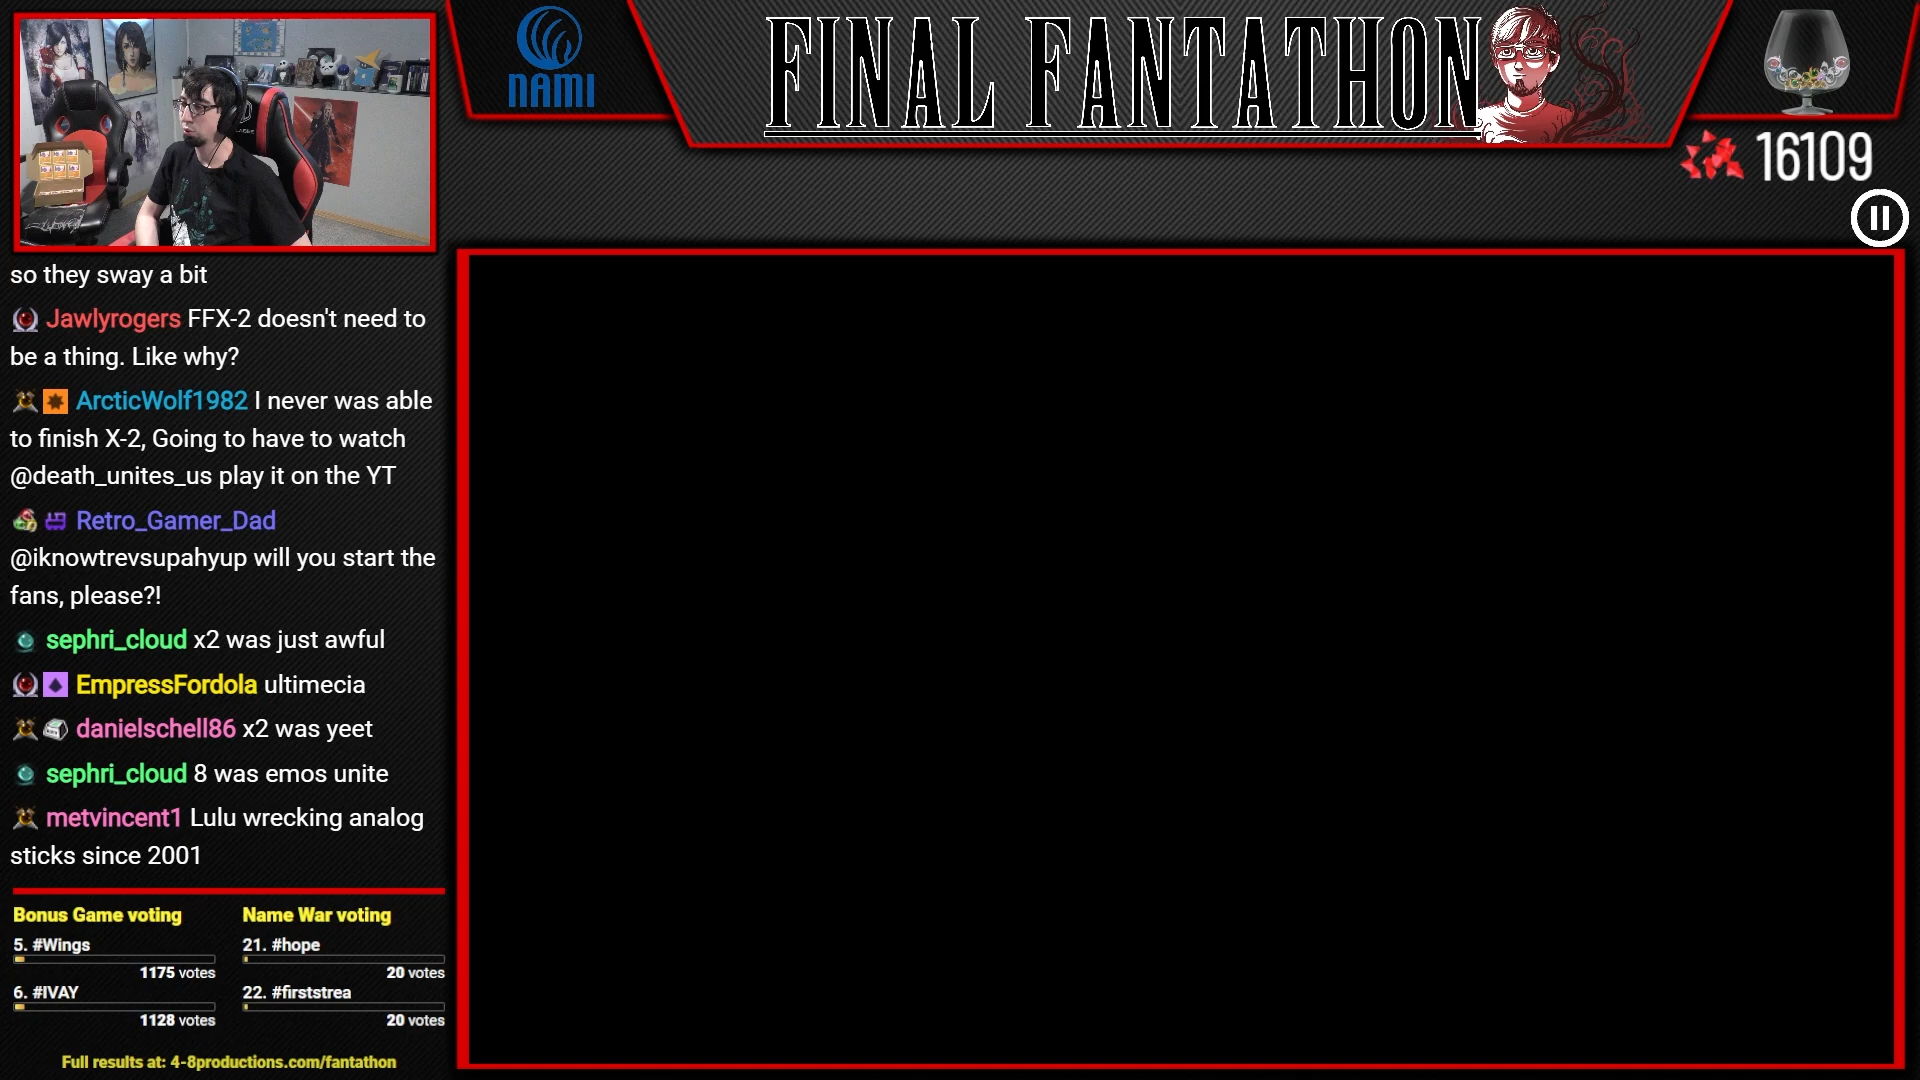 NAMI
FINAL FANTATHON
16109
so they sway a bit
Jawlyrogers FFX-2 doesn't need to
be a thing. Like why?
ArcticWolf1982 I never was able
to finish X-2, Going to have to watch
@death_unites_us play it on the YT
Retro_Gamer_Dad
@iknowtrevsupahyup will you start the
fans, please?!
sephri_cloud x2 was just awful
EmpressFordola ultimecia
danielschell86 x2 was yeet
sephri_cloud 8 was emos unite
metvincent1 Lulu wrecking analog
sticks since 2001
Bonus Game voting
5. #Wings
1175 votes
6. #IVAY
1128 votes
Name War voting
21. #hope
20 votes
22. #firststrea
20 votes
Full results at: 4-8productions.com/fantathon